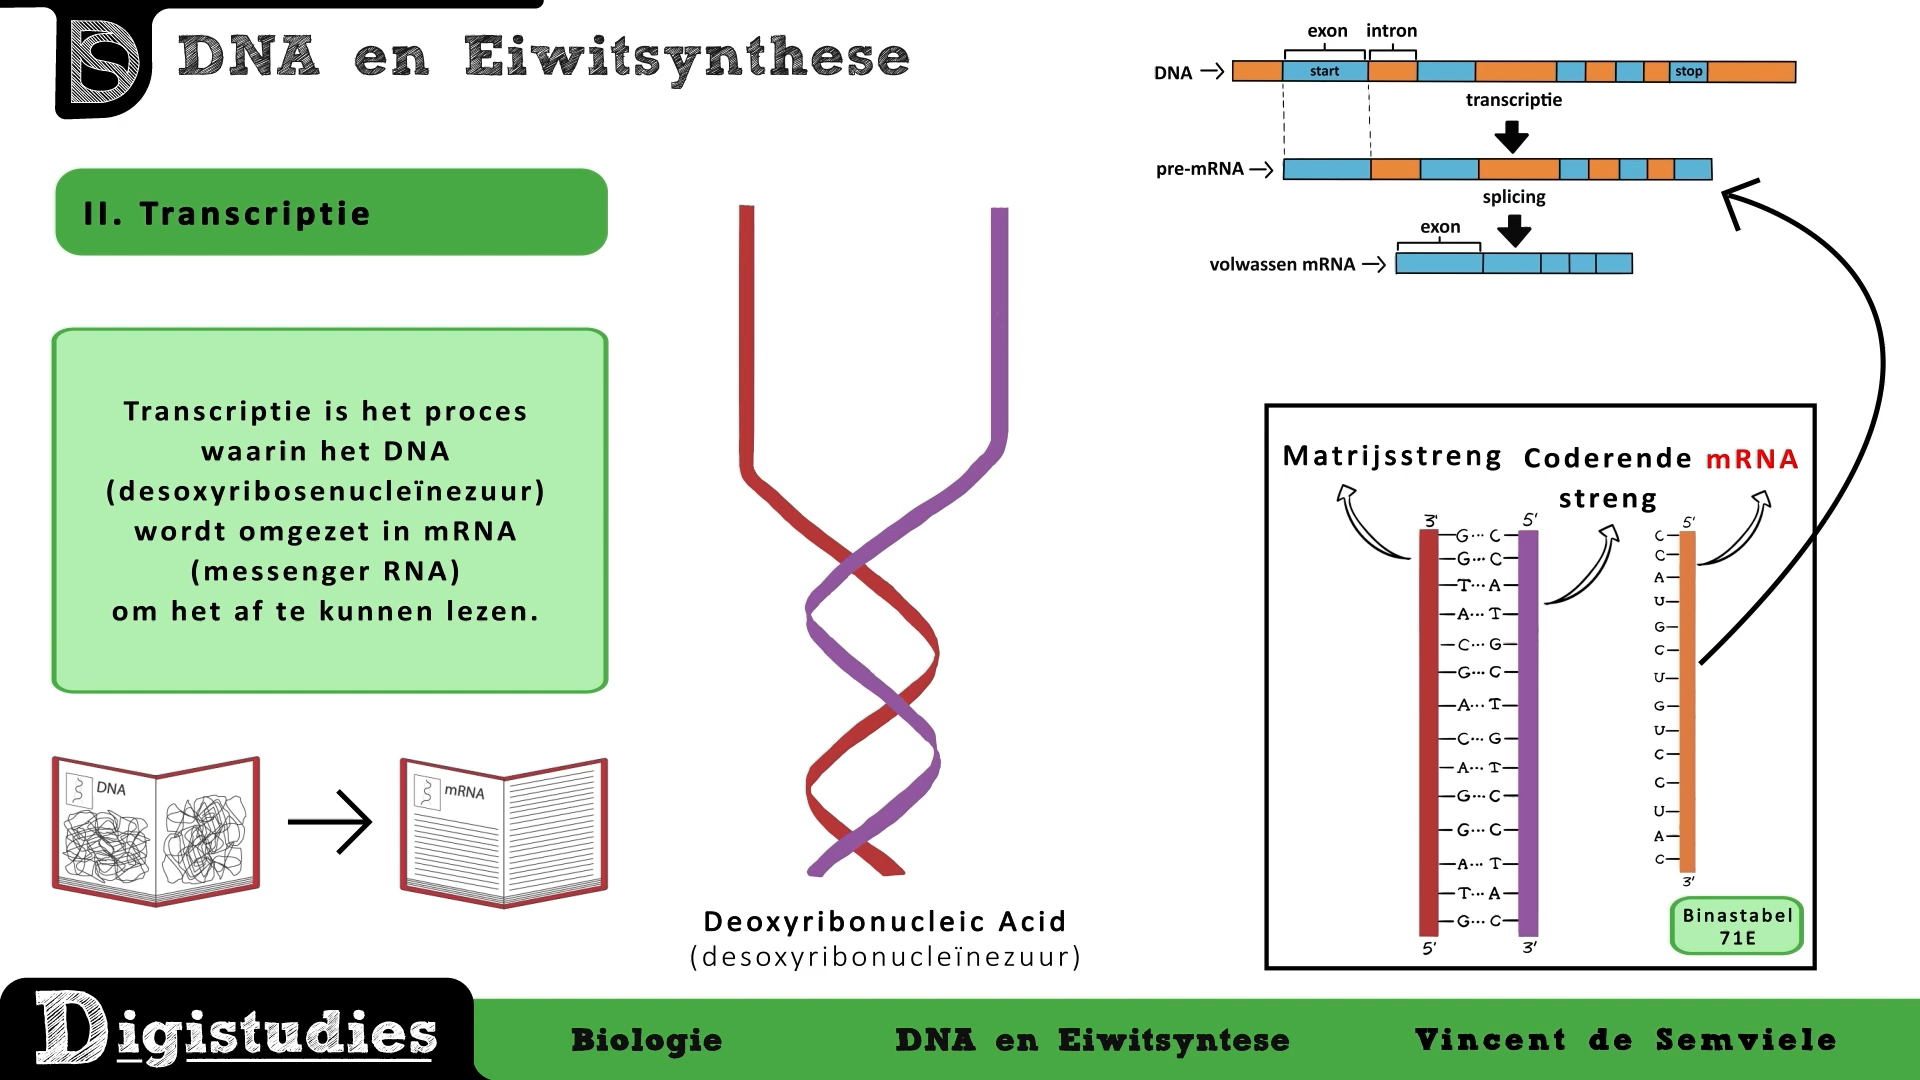 DS
DNA en Eiwitsynthese
II. Transcriptie
Transcriptie is het proces
waarin het DNA
(desoxyribosenucleïnezuur)
wordt omgezet in mRNA
(messenger RNA)
om het af te kunnen lezen.
DNA
mRNA
Deoxyribonucleic Acid
(desoxyribonucleïnezuur)
exon intron
DNA
start
stop
transcriptie
pre-mRNA
splicing
exon
volwassen mRNA
Matrijsstreng
Coderende
streng
mRNA
3' 5' 5'
G C
G C
T A
A T
C G
G C
A T
C G
A T
G C
G C
A T
T A
G C
5' 3'
C
C
A
U
G
C
U
G
U
C
C
U
A
C
3'
Binastabel
71E
Digistudies
Biologie
DNA en Eiwitsyntese
Vincent de Semviele